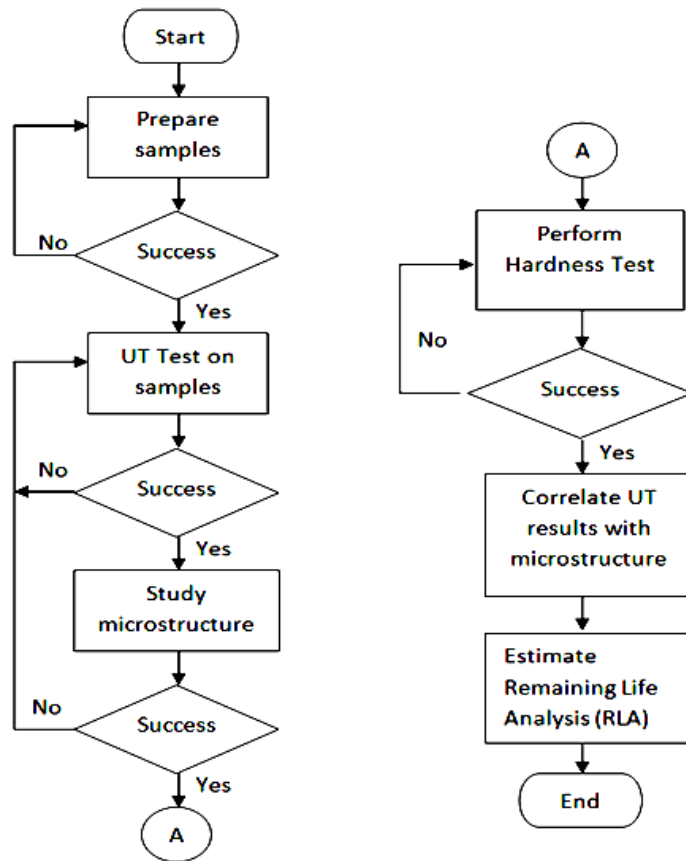 Start
Prepare
samples
No
Success
Yes
UT Test on
samples
No
Success
Yes
Study
microstructure
No
Success
Yes
A
A
Perform
Hardness Test
No
Success
Yes
Correlate UT
results with
microstructure
Estimate
Remaining Life
Analysis (RLA)
End